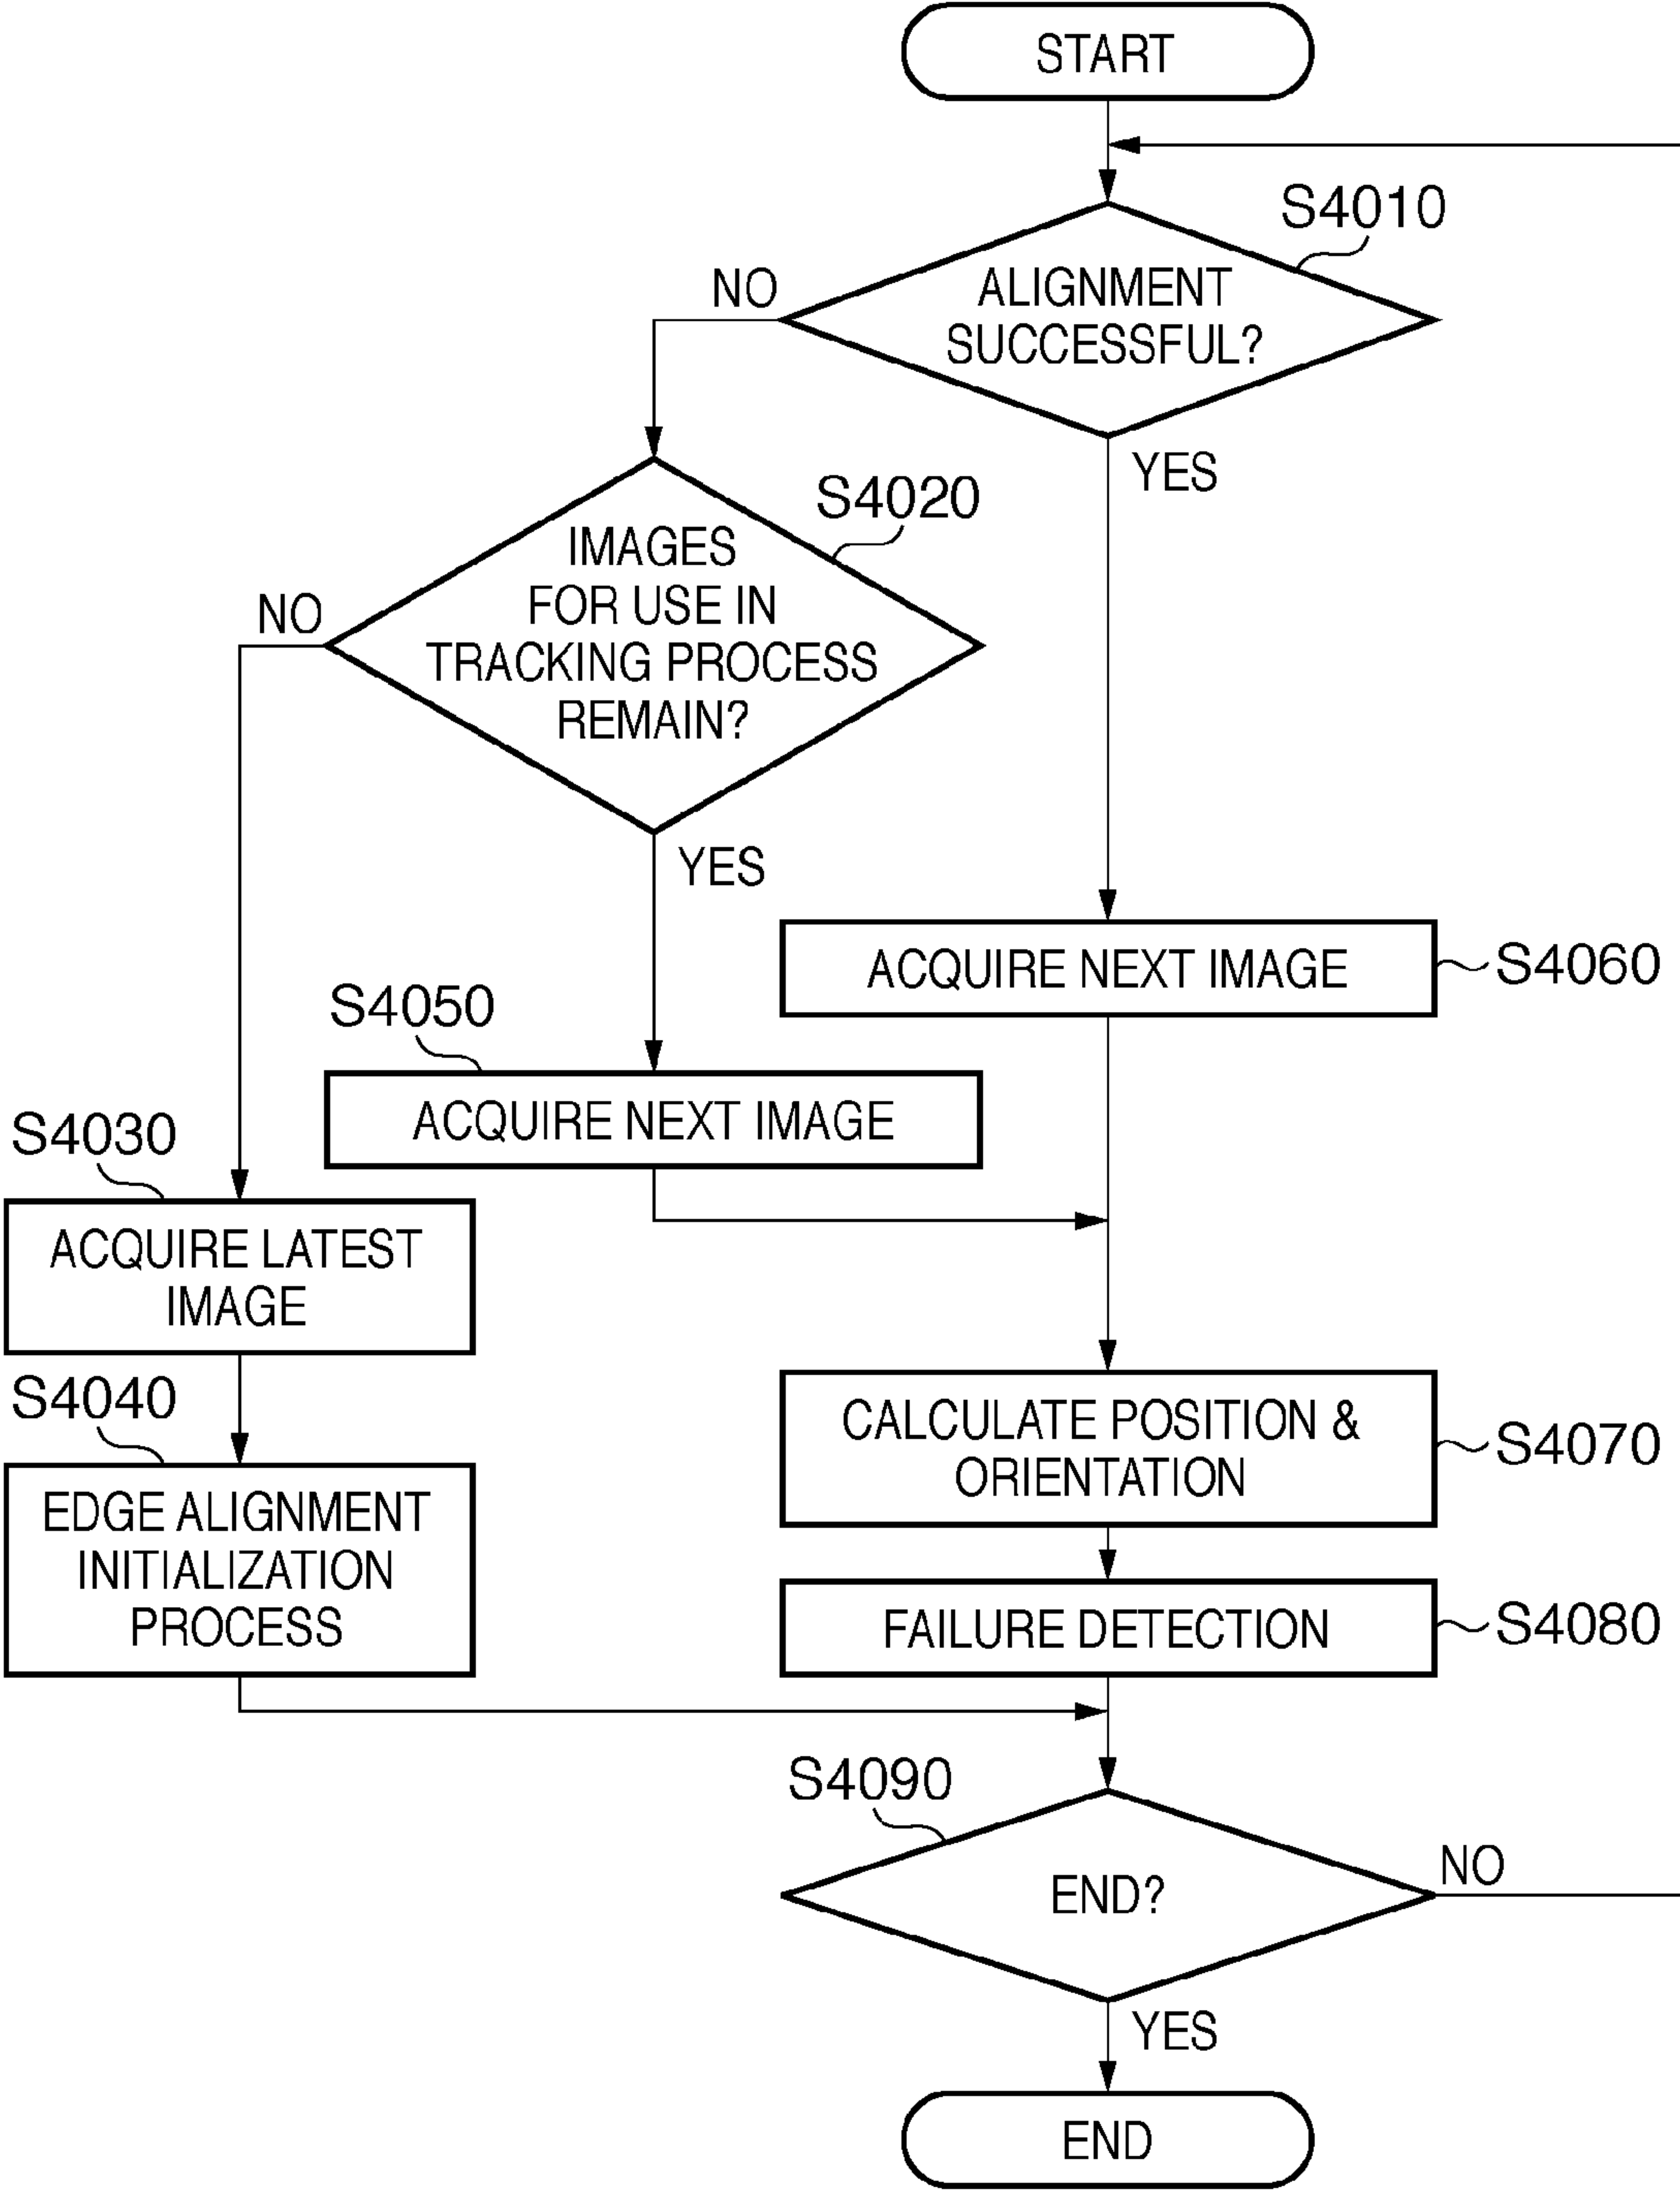 START
S4010
NO
ALIGNMENT
SUCCESSFUL?
YES
S4020
IMAGES
FOR USE IN
TRACKING PROCESS
REMAIN?
NO
YES
ACQUIRE NEXT IMAGE
S4060
S4050
ACQUIRE NEXT IMAGE
S4030
ACQUIRE LATEST
IMAGE
S4040
EDGE ALIGNMENT
INITIALIZATION
PROCESS
CALCULATE POSITION &
ORIENTATION
S4070
FAILURE DETECTION
S4080
S4090
END?
NO
YES
END